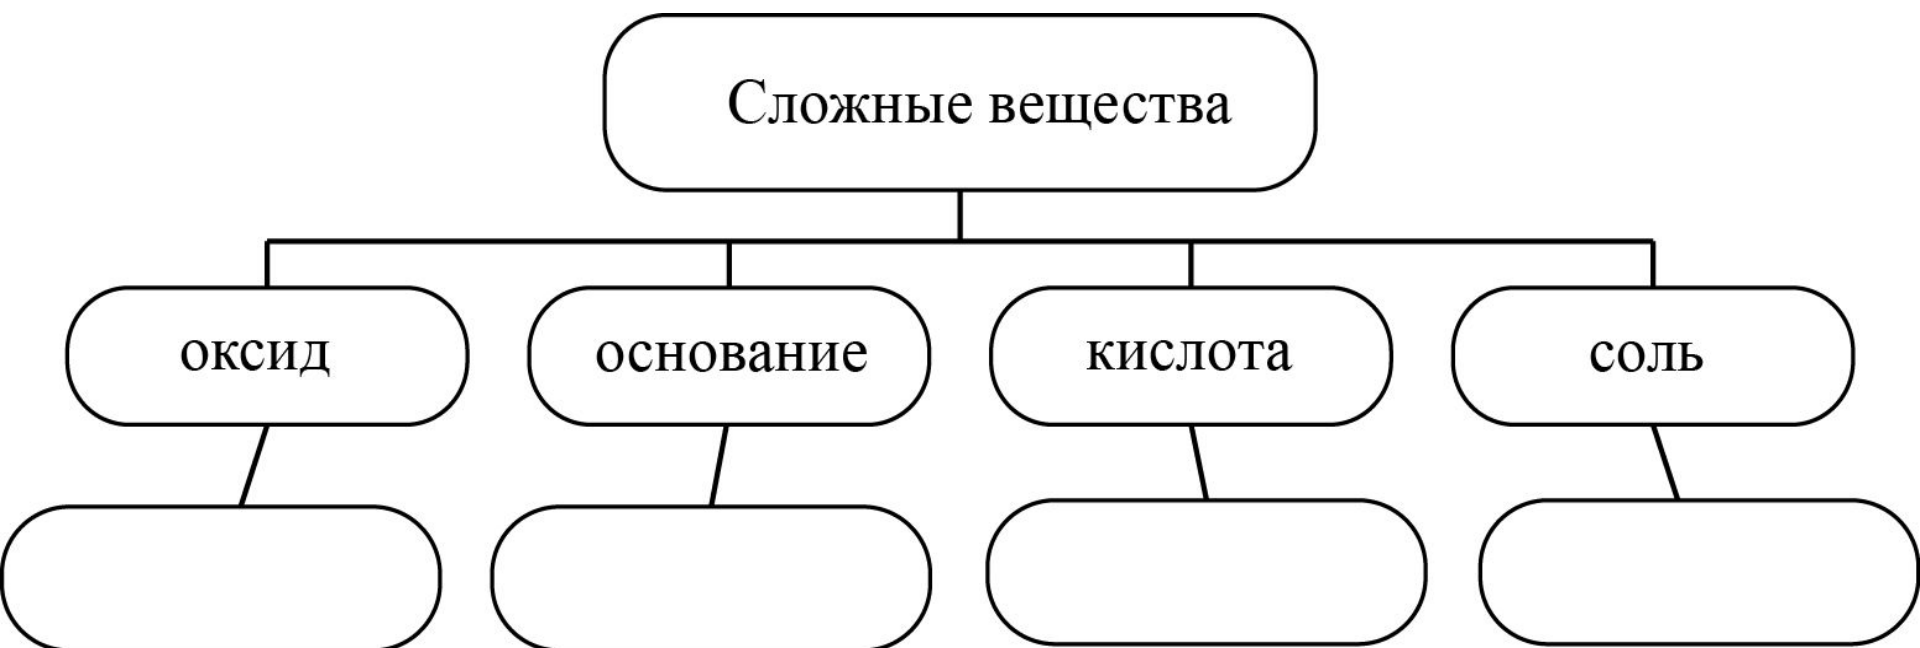 Сложные вещества
оксид
основание
кислота
соль